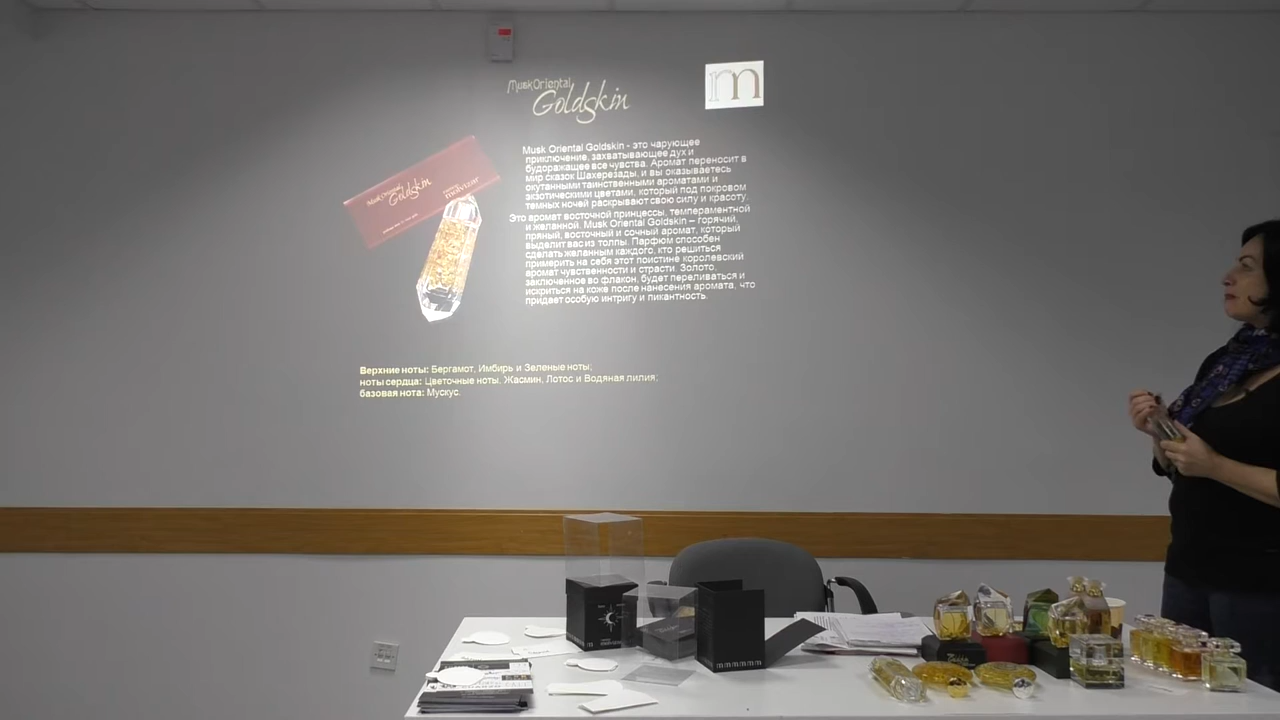 Musk Oriental
Goldskin
m
Musk Oriental
Goldskin
Musk Oriental Goldskin - это чарующее
приключение, захватывающее дух и
будоражащее все чувства. Аромат переносит в
мир сказок Шахерезады, и вы оказываетесь
окутанными таинственными ароматами и
экзотическими цветами, который под покровом
темных ночей раскрывают свою силу и красоту.
Это аромат восточной принцессы, темпераментной
и желанной. Musk Oriental Goldskin – горячий,
пряный, восточный и сочный аромат, который
выделит вас из толпы. Парфюм способен
сделать желанным каждого, кто решиться
примерить на себя этот поистине королевский
аромат чувственности и страсти. Золото,
заключенное во флакон, будет переливаться и
искриться на коже после нанесения аромата, что
придает особую интригу и пикантность.
Верхние ноты: Бергамот, Имбирь и Зеленые ноты;
ноты сердца: Цветочные ноты, Жасмин, Лотос и Водяная лилия;
базовая нота: Мускус.